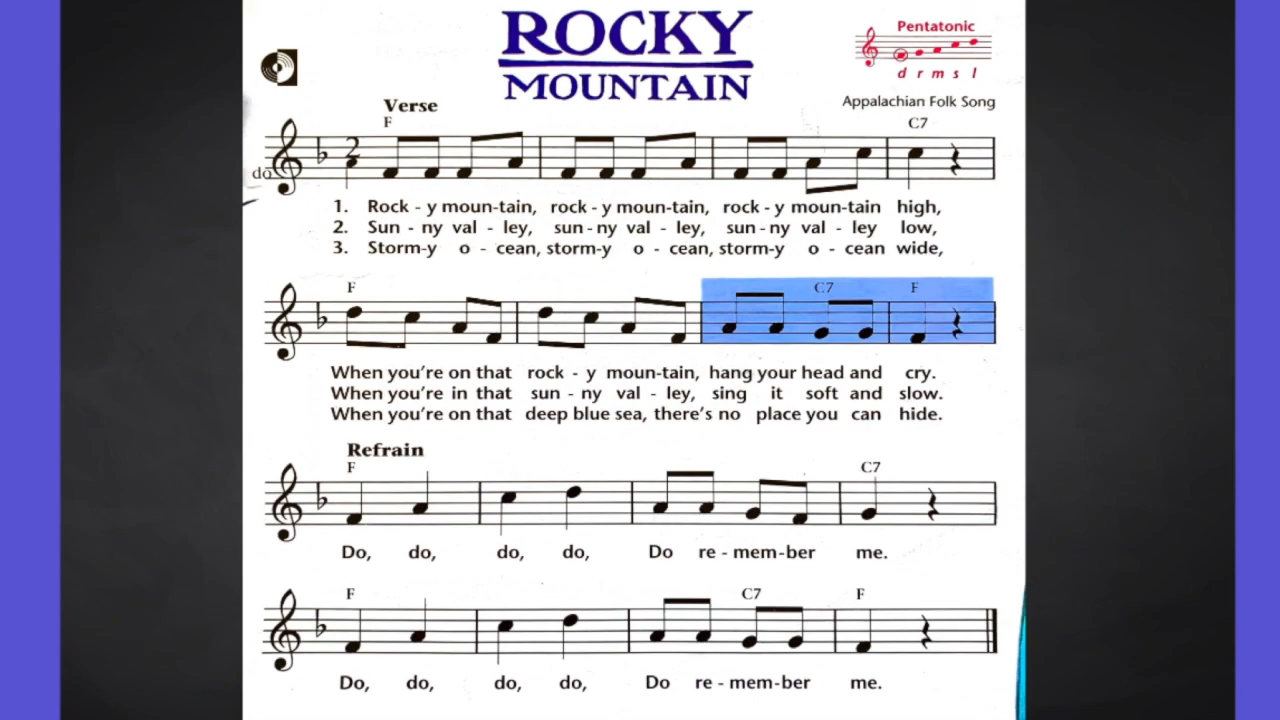 ROCKY
MOUNTAIN
Pentatonic
d r m s l
Appalachian Folk Song
Verse
F C7
2
do
1. Rock - y moun-tain, rock - y moun-tain, rock - y moun-tain high,
2. Sun - ny val - ley, sun - ny val - ley, sun - ny val - ley low,
3. Storm-y o - cean, storm-y o - cean, storm-y o - cean wide,
F C7 F
When you're on that rock - y moun-tain, hang your head and cry.
When you're in that sun - ny val - ley, sing it soft and slow.
When you're on that deep blue sea, there's no place you can hide.
Refrain
F C7
Do, do, do, do, Do re - mem-ber me.
F C7 F
Do, do, do, do, Do re - mem-ber me.